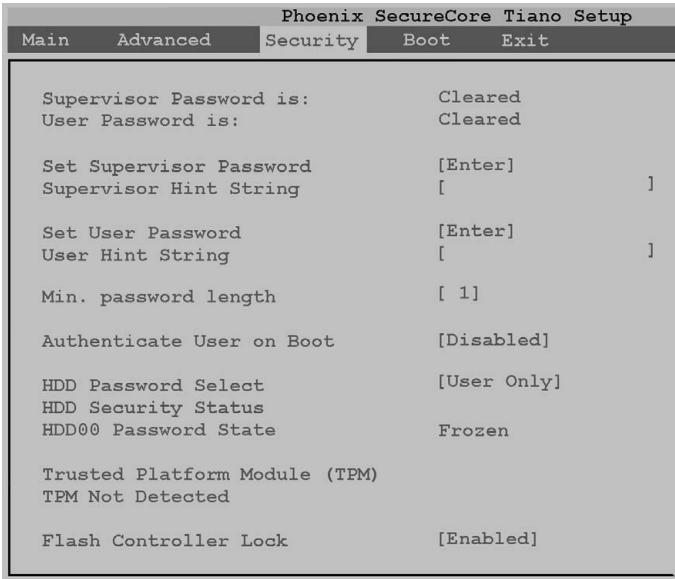 Phoenix SecureCore Tiano Setup
Main Advanced Security Boot Exit
Supervisor Password is: Cleared
User Password is: Cleared
Set Supervisor Password [Enter]
Supervisor Hint String [ ]
Set User Password [Enter]
User Hint String [ ]
Min. password length [ 1]
Authenticate User on Boot [Disabled]
HDD Password Select [User Only]
HDD Security Status
HDD00 Password State Frozen
Trusted Platform Module (TPM)
TPM Not Detected
Flash Controller Lock [Enabled]